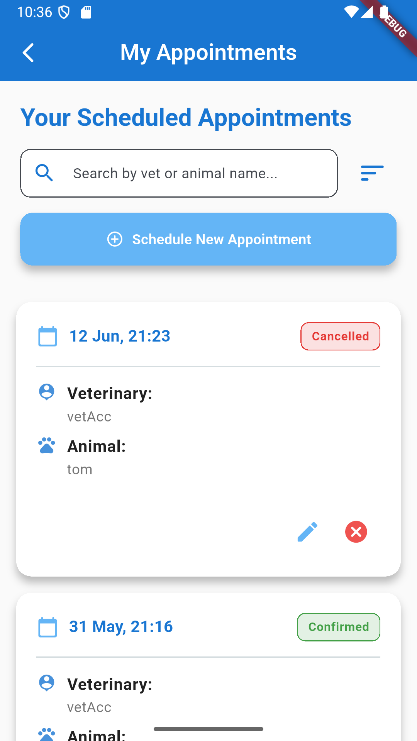 10:36
DEBUG
My Appointments
Your Scheduled Appointments
Search by vet or animal name...
Schedule New Appointment
12 Jun, 21:23
Cancelled
Veterinary:
vetAcc
Animal:
tom
31 May, 21:16
Confirmed
Veterinary:
vetAcc
Animal: